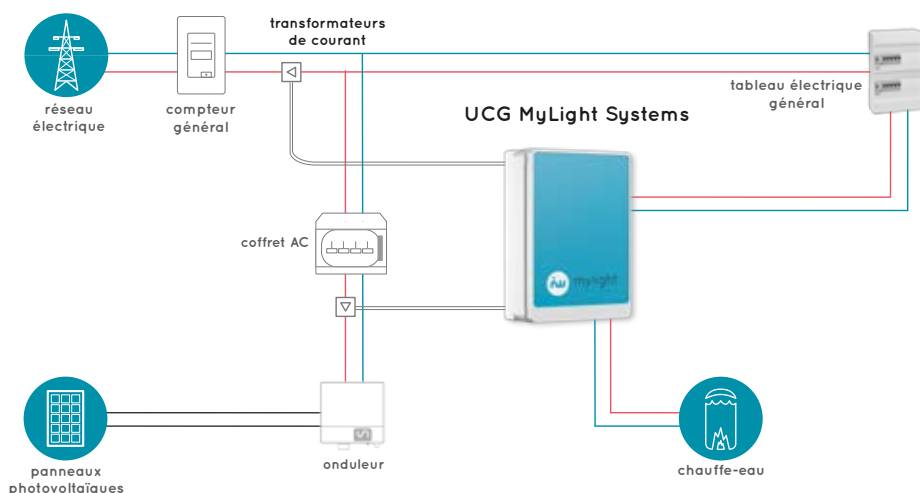 transformateurs
de courant
réseau
électrique
compteur
général
tableau électrique
général
UCG MyLight Systems
coffret AC
mylight
onduleur
panneaux
photovoltaïques
chauffe-eau